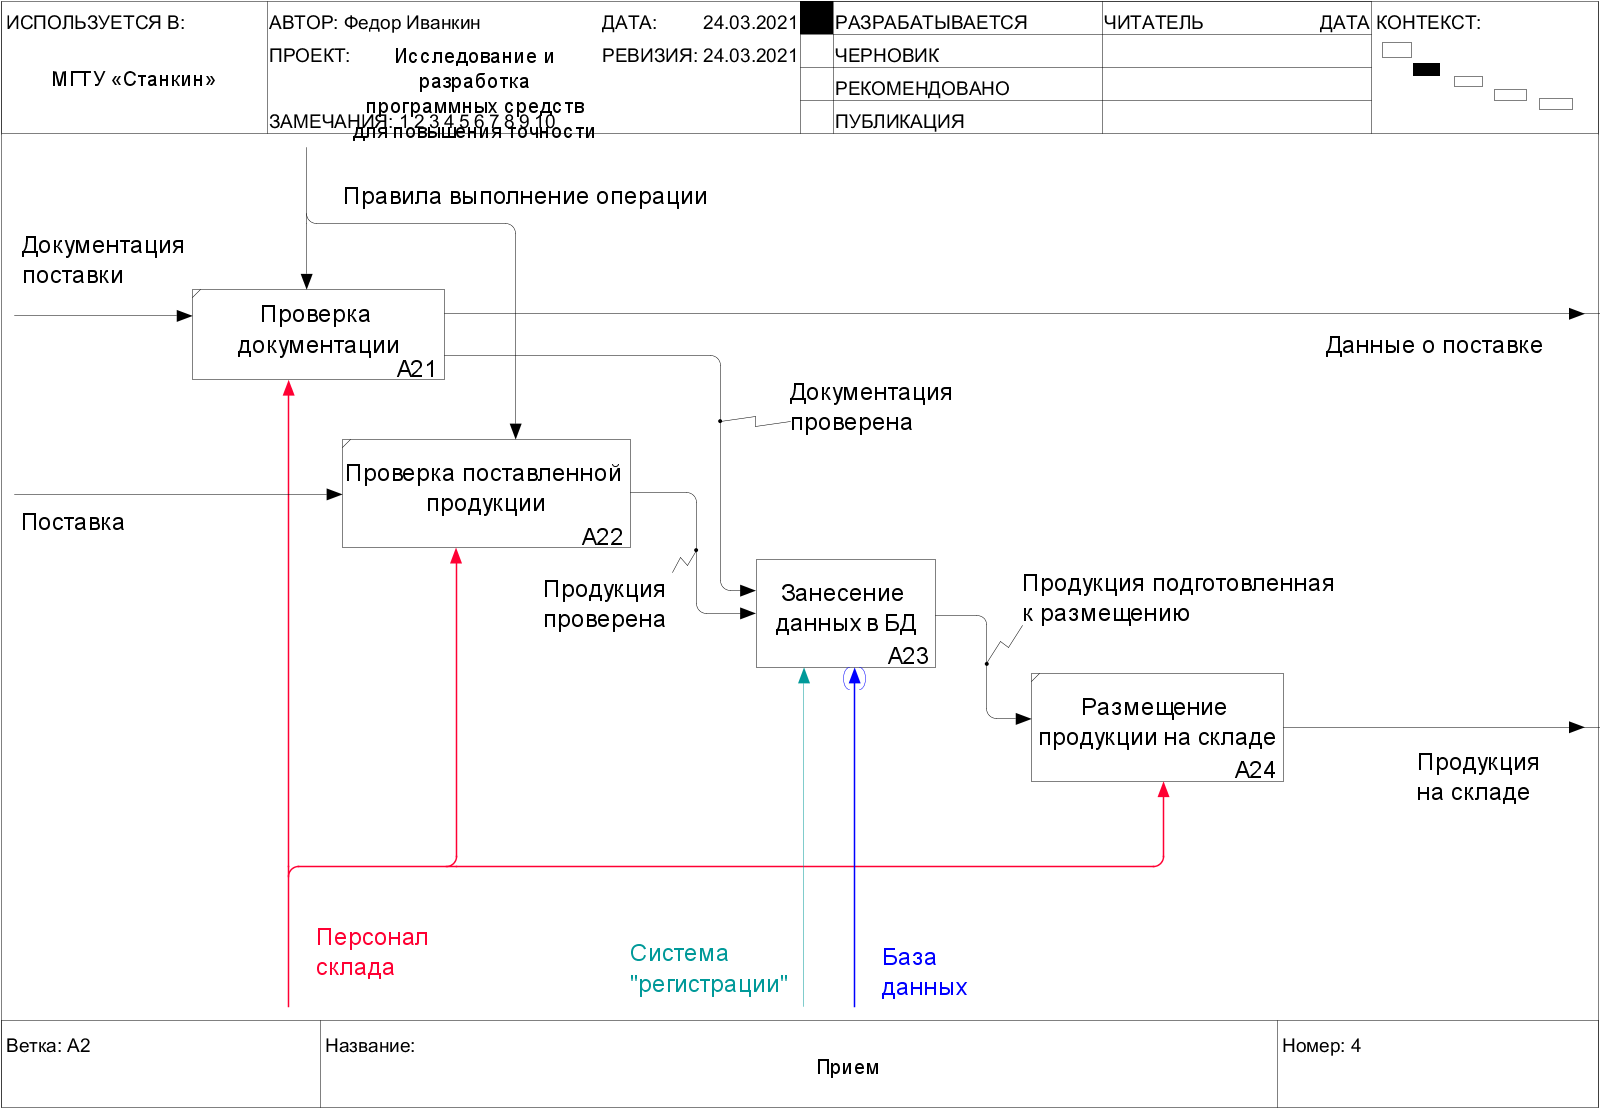 ИСПОЛЬЗУЕТСЯ В:
МГТУ «Станкин»
АВТОР: Федор Иванкин
ДАТА: 24.03.2021
ПРОЕКТ:
Исследование и
разработка
программных средств
для повышения точности
РЕВИЗИЯ: 24.03.2021
ЗАМЕЧАНИЯ: 1 2 3 4 5 6 7 8 9 10
РАЗРАБАТЫВАЕТСЯ
ЧЕРНОВИК
РЕКОМЕНДОВАНО
ПУБЛИКАЦИЯ
ЧИТАТЕЛЬ
ДАТА
КОНТЕКСТ:
Правила выполнение операции
Документация
поставки
Проверка
документации
A21
Данные о поставке
Документация
проверена
Проверка поставленной
продукции
A22
Поставка
Продукция
проверена
Занесение
данных в БД
A23
Продукция подготовленная
к размещению
Размещение
продукции на складе
A24
Продукция
на складе
Персонал
склада
Система
"регистрации"
База
данных
Ветка: A2
Название:
Прием
Номер: 4